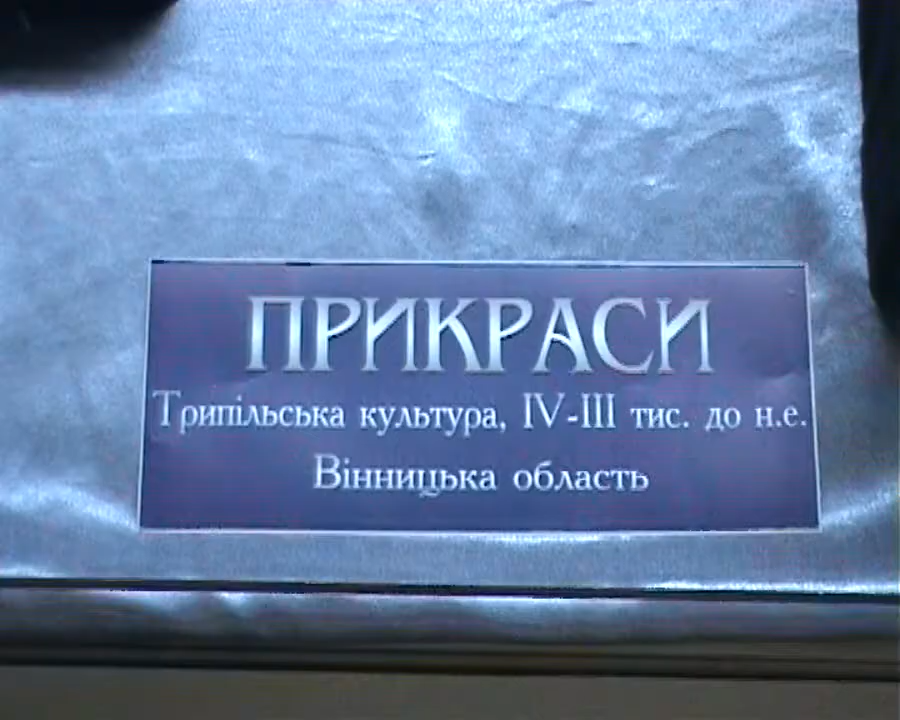 ПРИКРАСИ
Трипільська культура, IV-III тис. до н.е.
Вінницька область